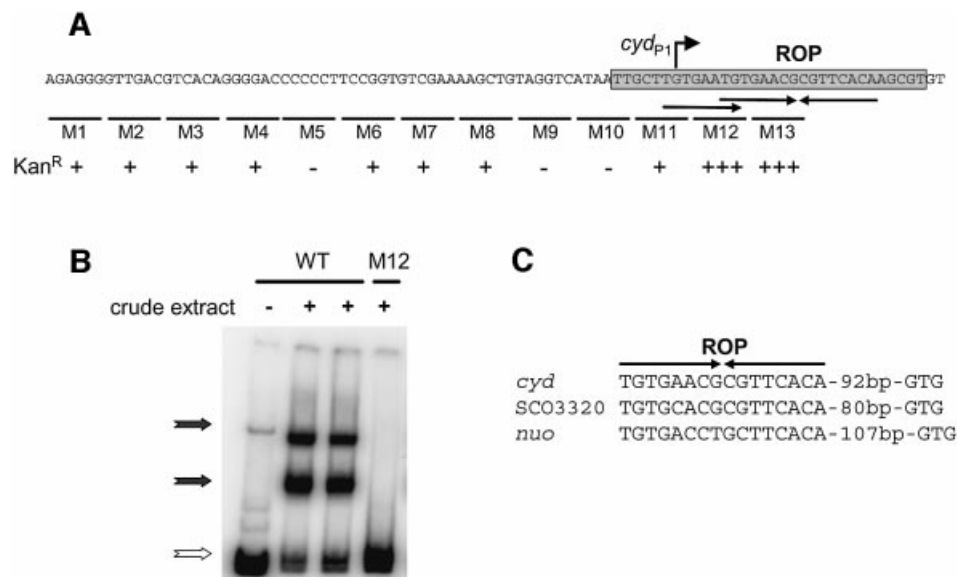 A
cydP1
ROP
AGAGGGGTTGACGTCACAGGGGACCCCCCTTCCGGTGTCGAAAAGCTGTAGGTCATAATTGCTTGTGAATGTGAACGCGTTCACAAGCGTGT
M1 M2 M3 M4 M5 M6 M7 M8 M9 M10 M11 M12 M13
KanR + + + + - + + + - - + +++ +++
B
WT M12
crude extract - + + +
C
ROP
cyd TGTGAACGCGTTCACA-92bp-GTG
SCO3320 TGTGCACGCGTTCACA-80bp-GTG
nuo TGTGACCTGCTTCACA-107bp-GTG